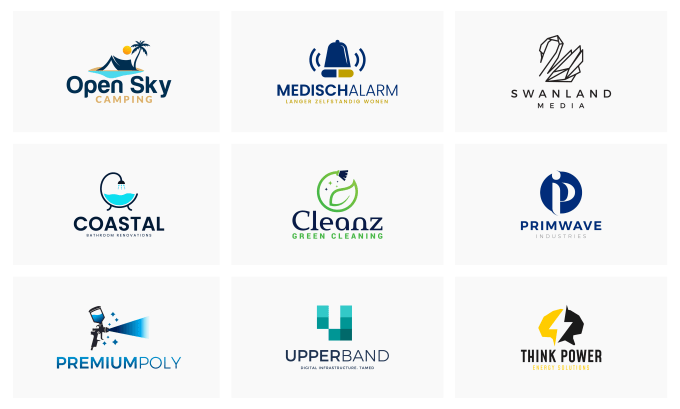 Open Sky
CAMPING
MEDISCHALARM
LANGER ZELFSTANDIG WONEN
SWANLAND
MEDIA
COASTAL
BATHROOM RENOVATIONS
Cleanz
GREEN CLEANING
PRIMWAVE
INDUSTRIES
PREMIUMPOLY
UPPERBAND
DIGITAL INFRASTRUCTURE. TAMED
THINK POWER
ENERGY SOLUTIONS